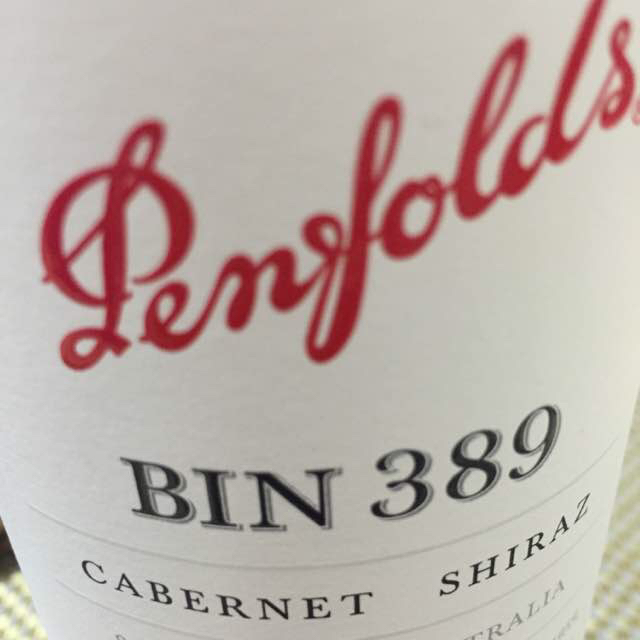 Penfolds
BIN 389
CABERNET SHIRAZ